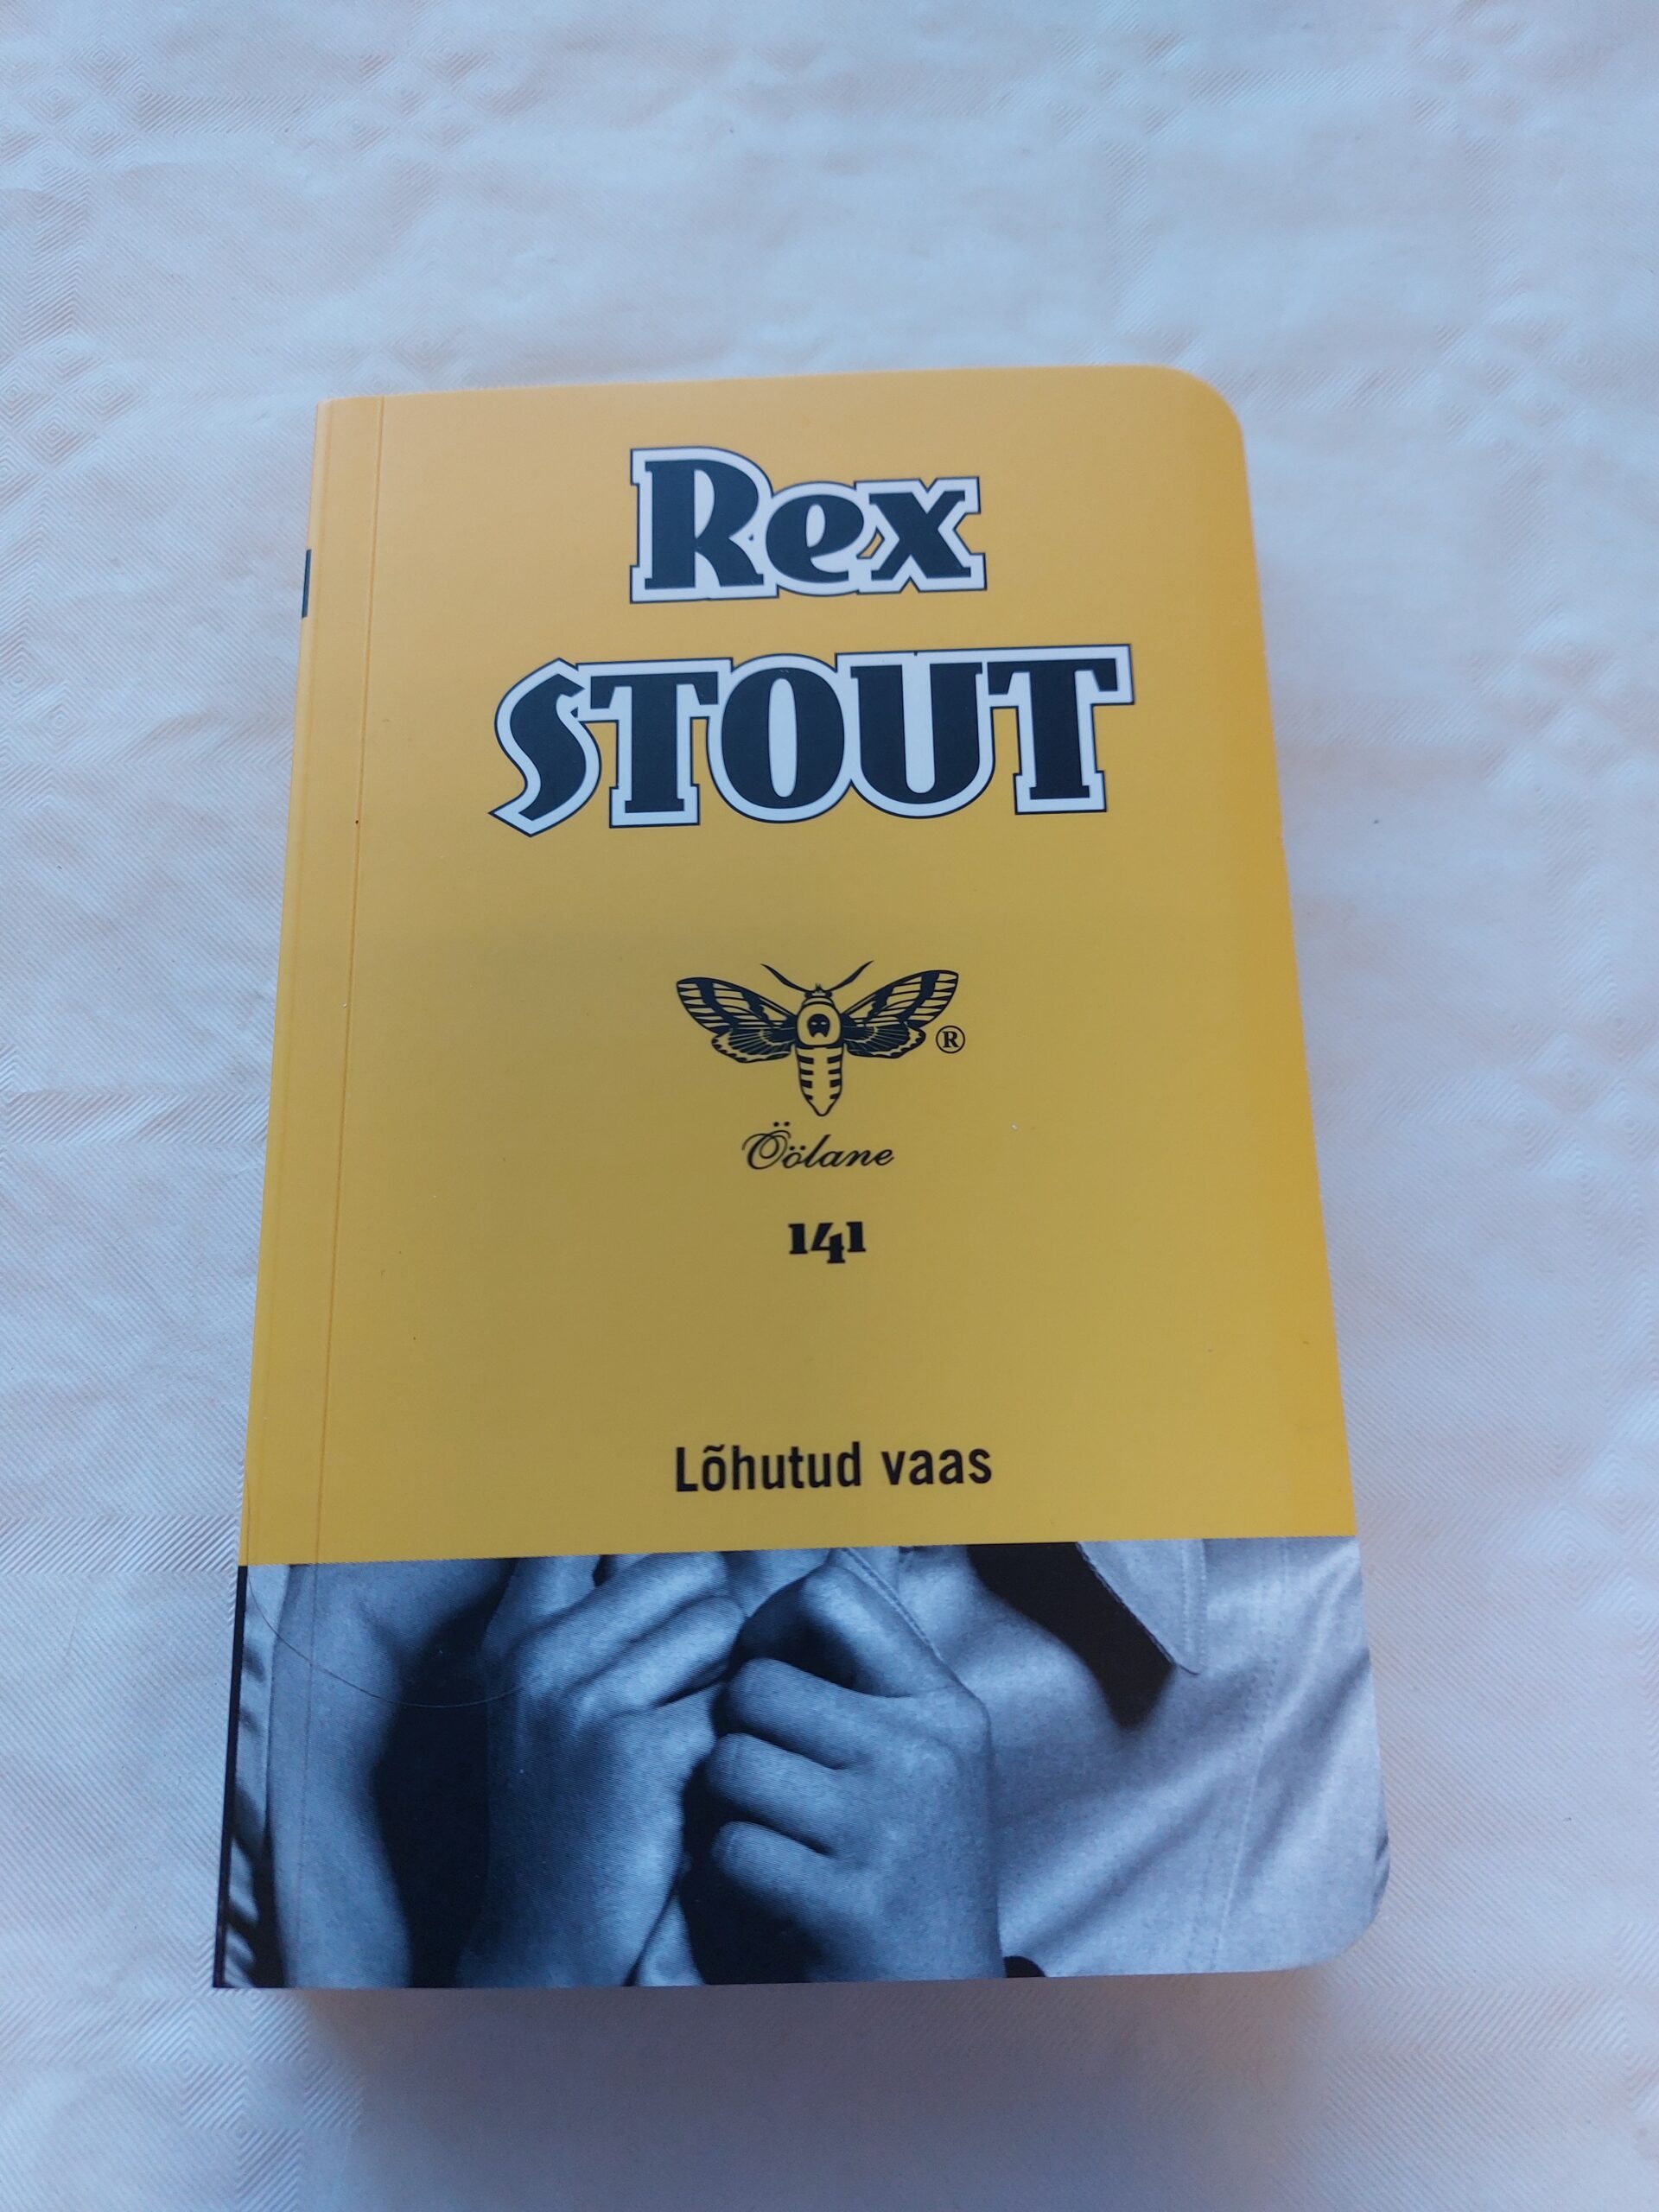 Rex
STOUT
®
Öölane
141
Lõhutud vaas